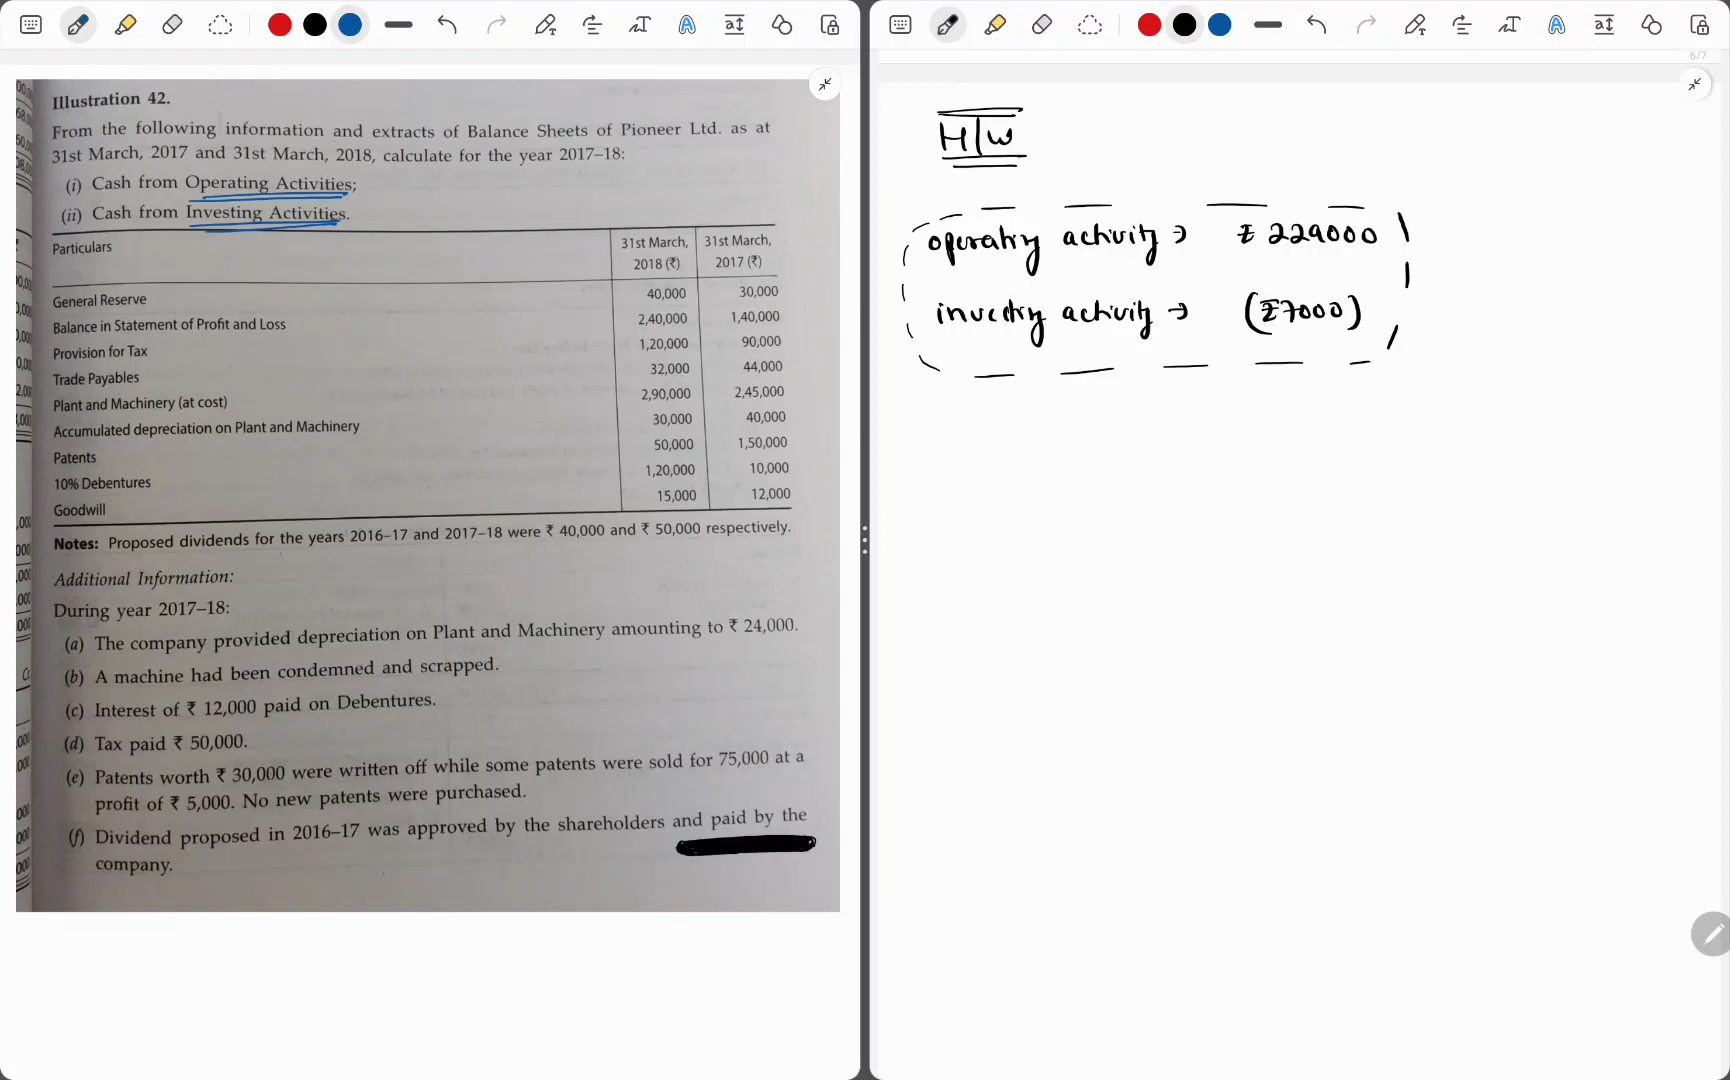 6/7
Illustration 42.
From the following information and extracts of Balance Sheets of Pioneer Ltd. as at
31st March, 2017 and 31st March, 2018, calculate for the year 2017–18:
(i) Cash from Operating Activities;
(ii) Cash from Investing Activities.
Particulars 31st March, 2018 (₹) 31st March, 2017 (₹)
General Reserve 40,000 30,000
Balance in Statement of Profit and Loss 2,40,000 1,40,000
Provision for Tax 1,20,000 90,000
Trade Payables 32,000 44,000
Plant and Machinery (at cost) 2,90,000 2,45,000
Accumulated depreciation on Plant and Machinery 30,000 40,000
Patents 50,000 1,50,000
10% Debentures 1,20,000 10,000
Goodwill 15,000 12,000
Notes: Proposed dividends for the years 2016–17 and 2017–18 were ₹ 40,000 and ₹ 50,000 respectively.
Additional Information:
During year 2017–18:
(a) The company provided depreciation on Plant and Machinery amounting to ₹ 24,000.
(b) A machine had been condemned and scrapped.
(c) Interest of ₹ 12,000 paid on Debentures.
(d) Tax paid ₹ 50,000.
(e) Patents worth ₹ 30,000 were written off while some patents were sold for 75,000 at a
profit of ₹ 5,000. No new patents were purchased.
(f) Dividend proposed in 2016–17 was approved by the shareholders and paid by the
company.
H/W
operating activity → ₹ 229000
investing activity → (₹7000)